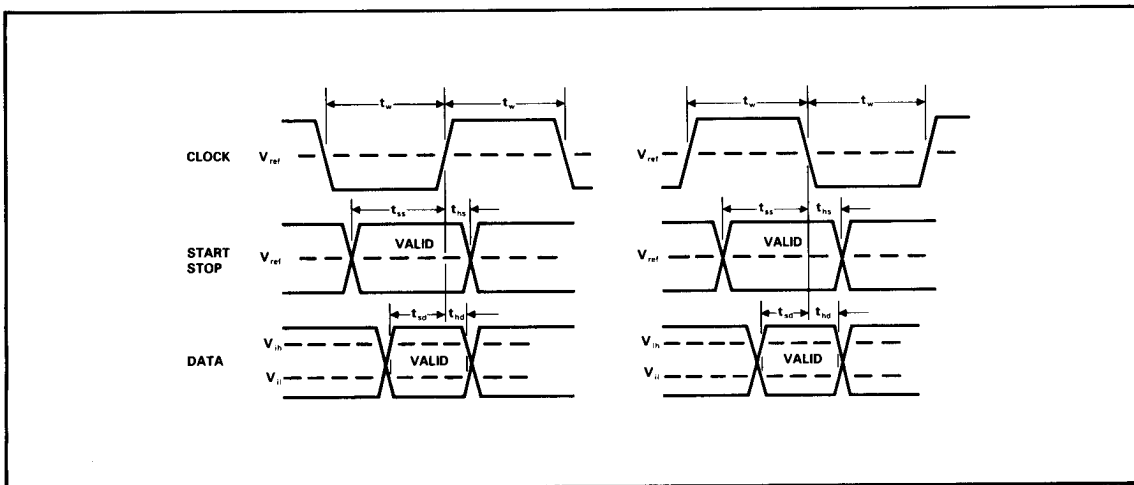 t_w t_w t_w t_w
CLOCK V_ref V_ref
t_ss t_hs t_ss t_hs
VALID VALID
START
STOP V_ref V_ref
t_sd t_hd t_sd t_hd
V_ih V_ih
DATA VALID VALID
V_il V_il